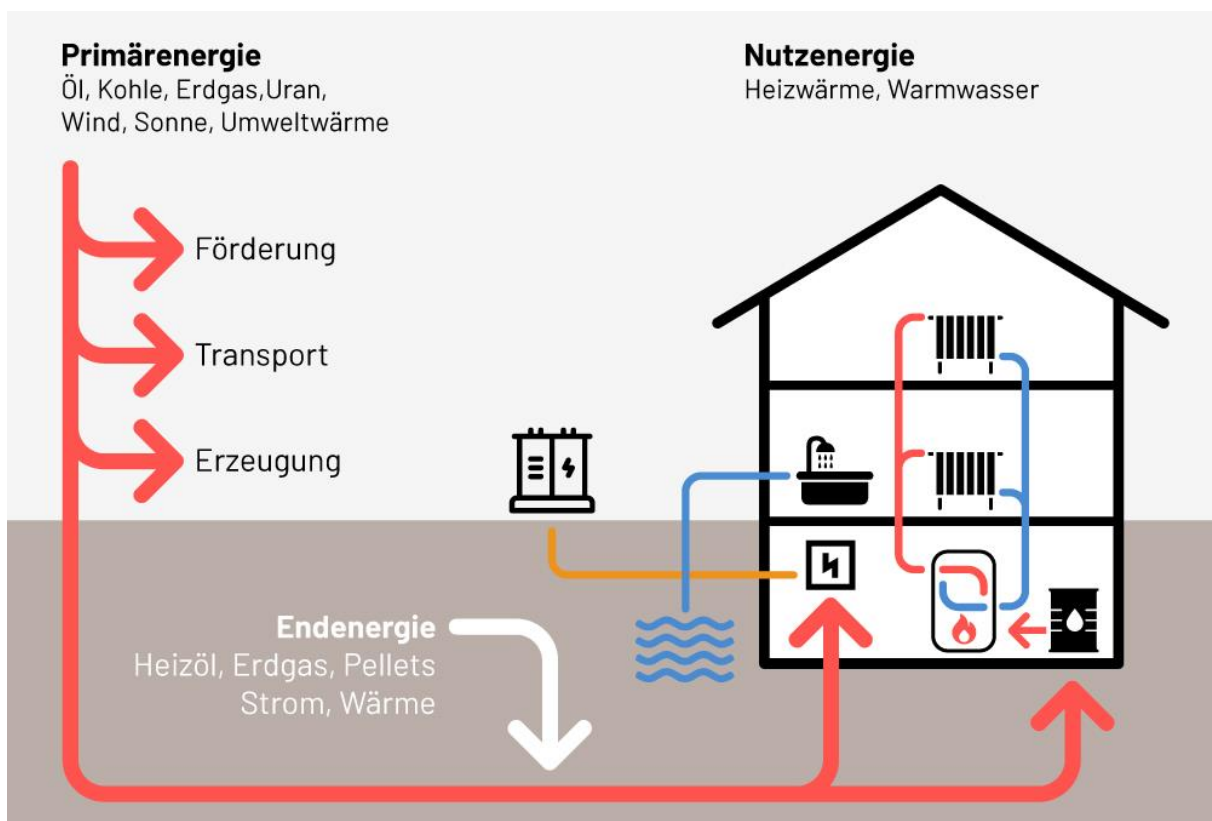 Primärenergie
Öl, Kohle, Erdgas,Uran,
Wind, Sonne, Umweltwärme
Nutzenergie
Heizwärme, Warmwasser
Förderung
Transport
Erzeugung
Endenergie
Heizöl, Erdgas, Pellets
Strom, Wärme